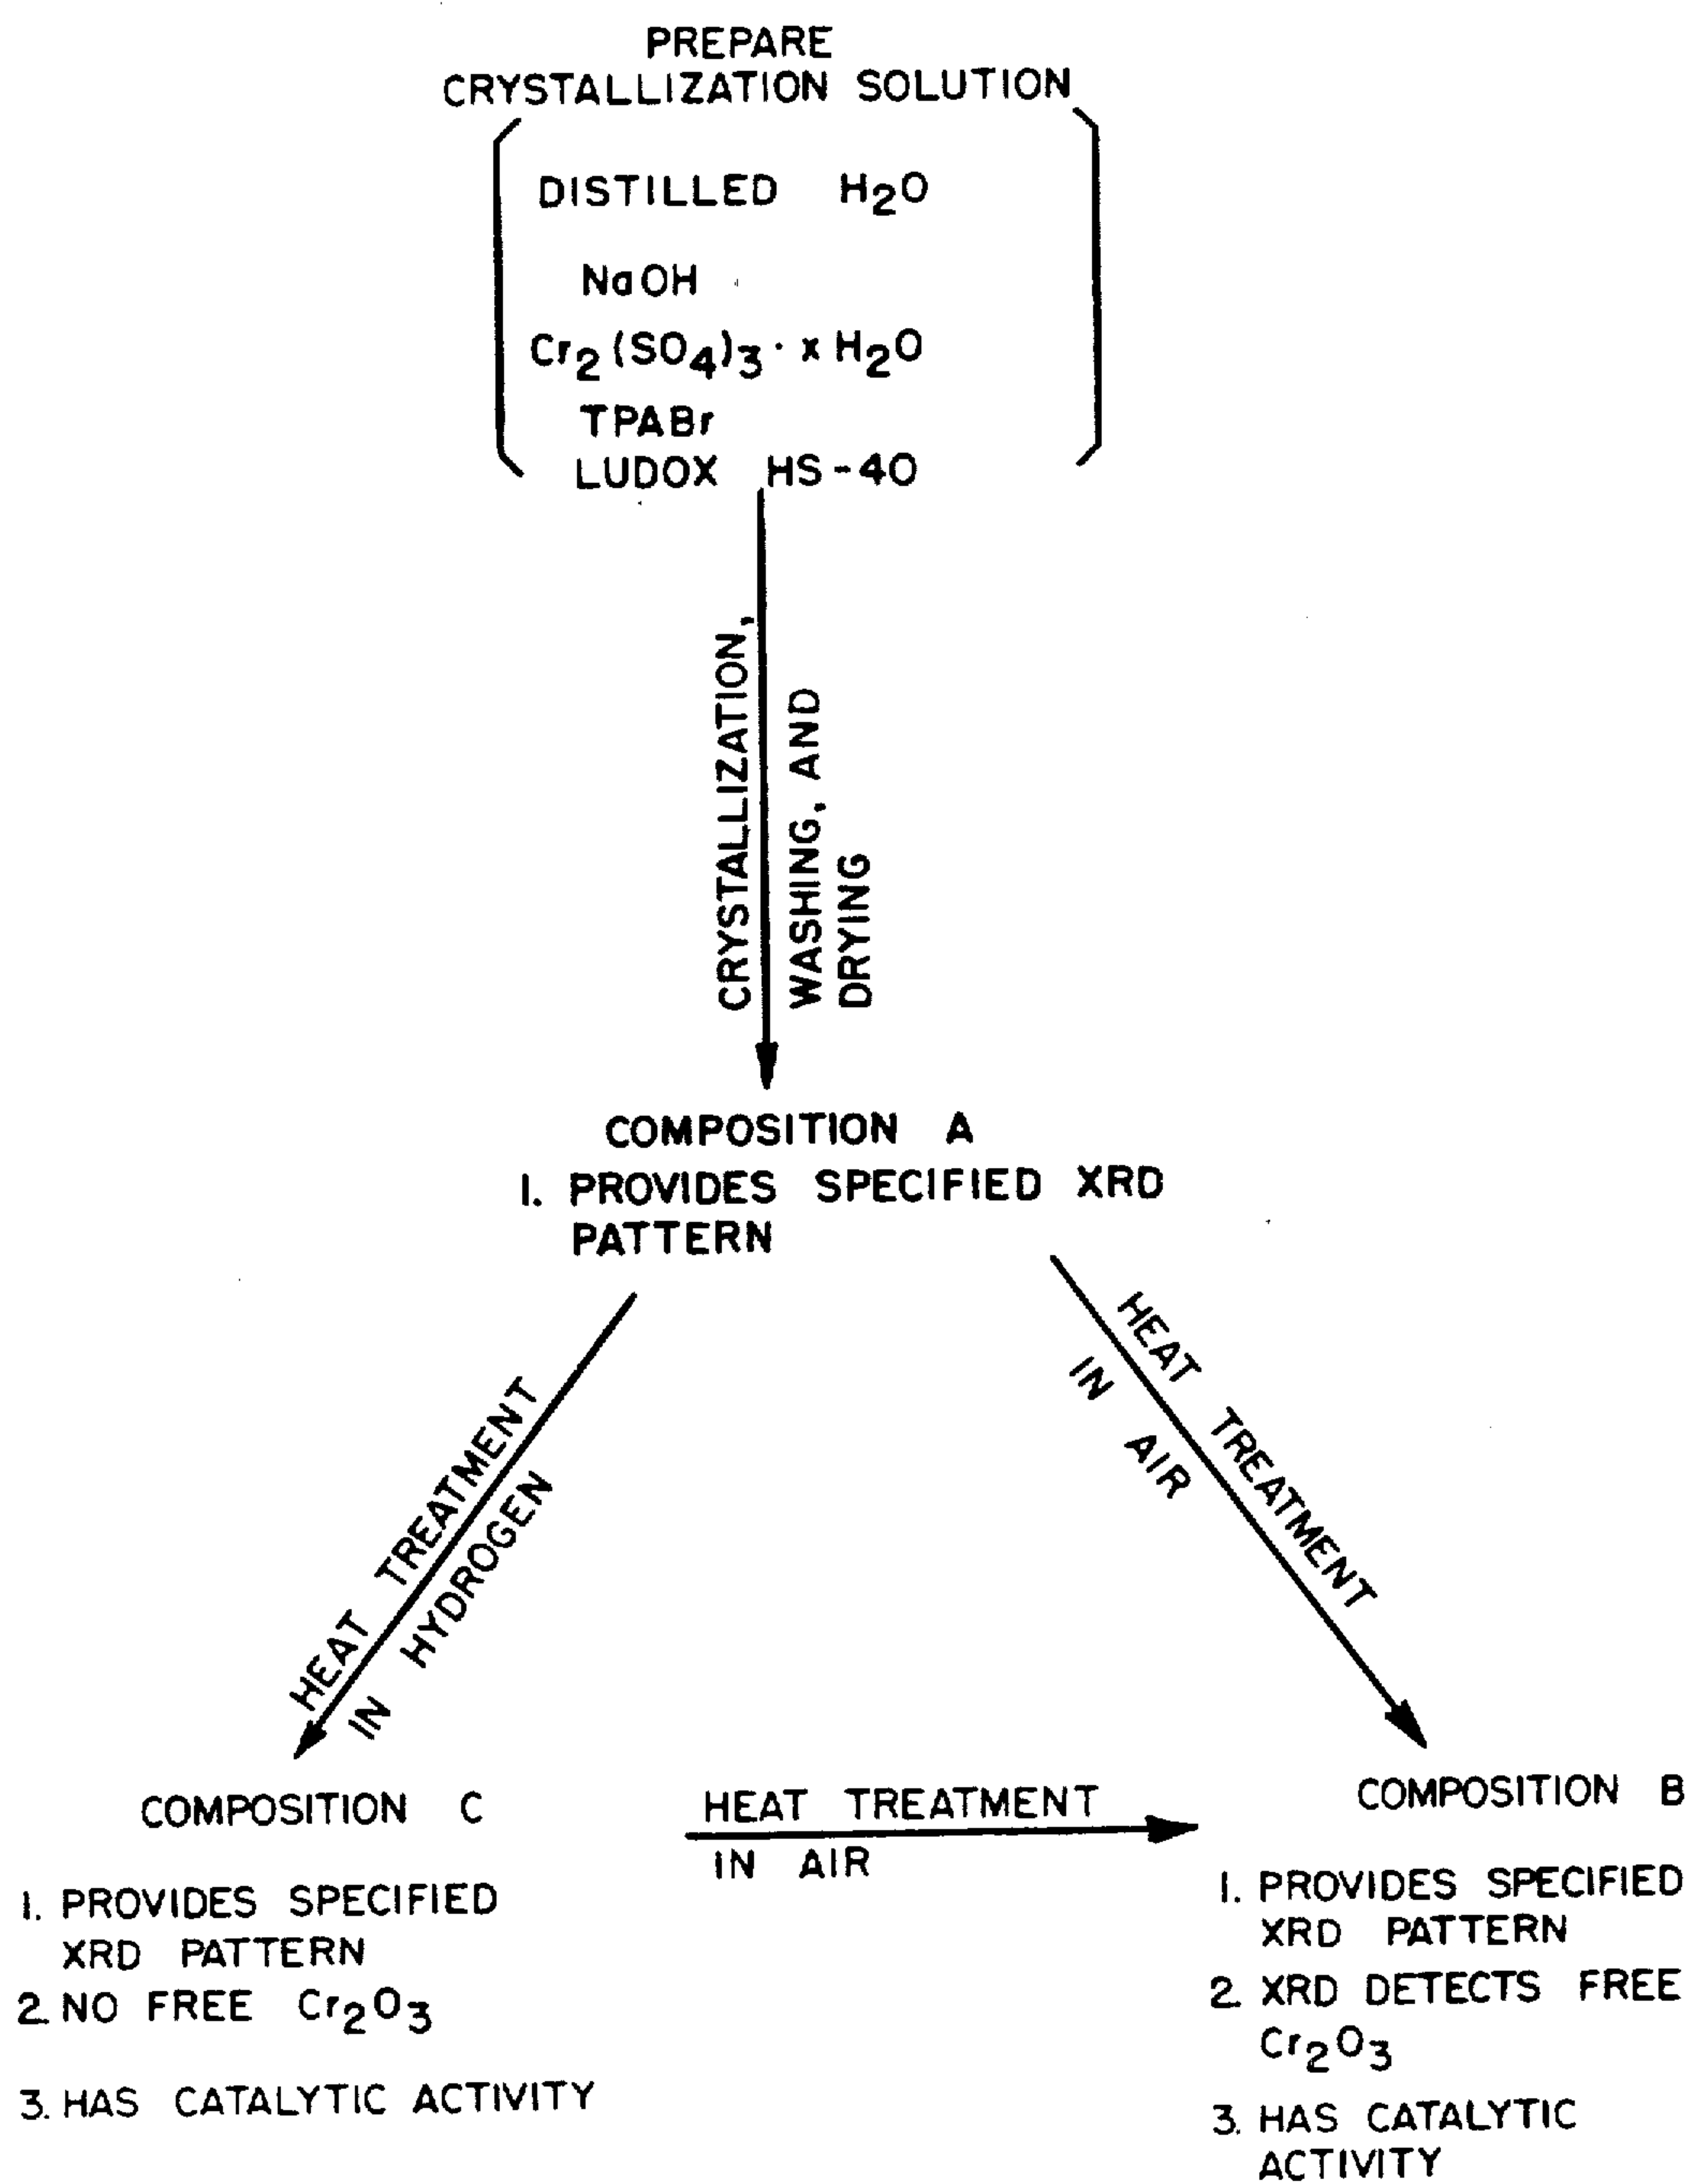 PREPARE
CRYSTALLIZATION SOLUTION
DISTILLED H2O
NaOH
Cr2(SO4)3 · xH2O
TPABr
LUDOX HS-40
CRYSTALLIZATION,
WASHING, AND
DRYING
COMPOSITION A
1. PROVIDES SPECIFIED XRD
PATTERN
HEAT TREATMENT
IN HYDROGEN
HEAT TREATMENT
IN AIR
COMPOSITION C
HEAT TREATMENT
IN AIR
COMPOSITION B
1. PROVIDES SPECIFIED
XRD PATTERN
2. NO FREE Cr2O3
3. HAS CATALYTIC ACTIVITY
1. PROVIDES SPECIFIED
XRD PATTERN
2. XRD DETECTS FREE
Cr2O3
3. HAS CATALYTIC
ACTIVITY